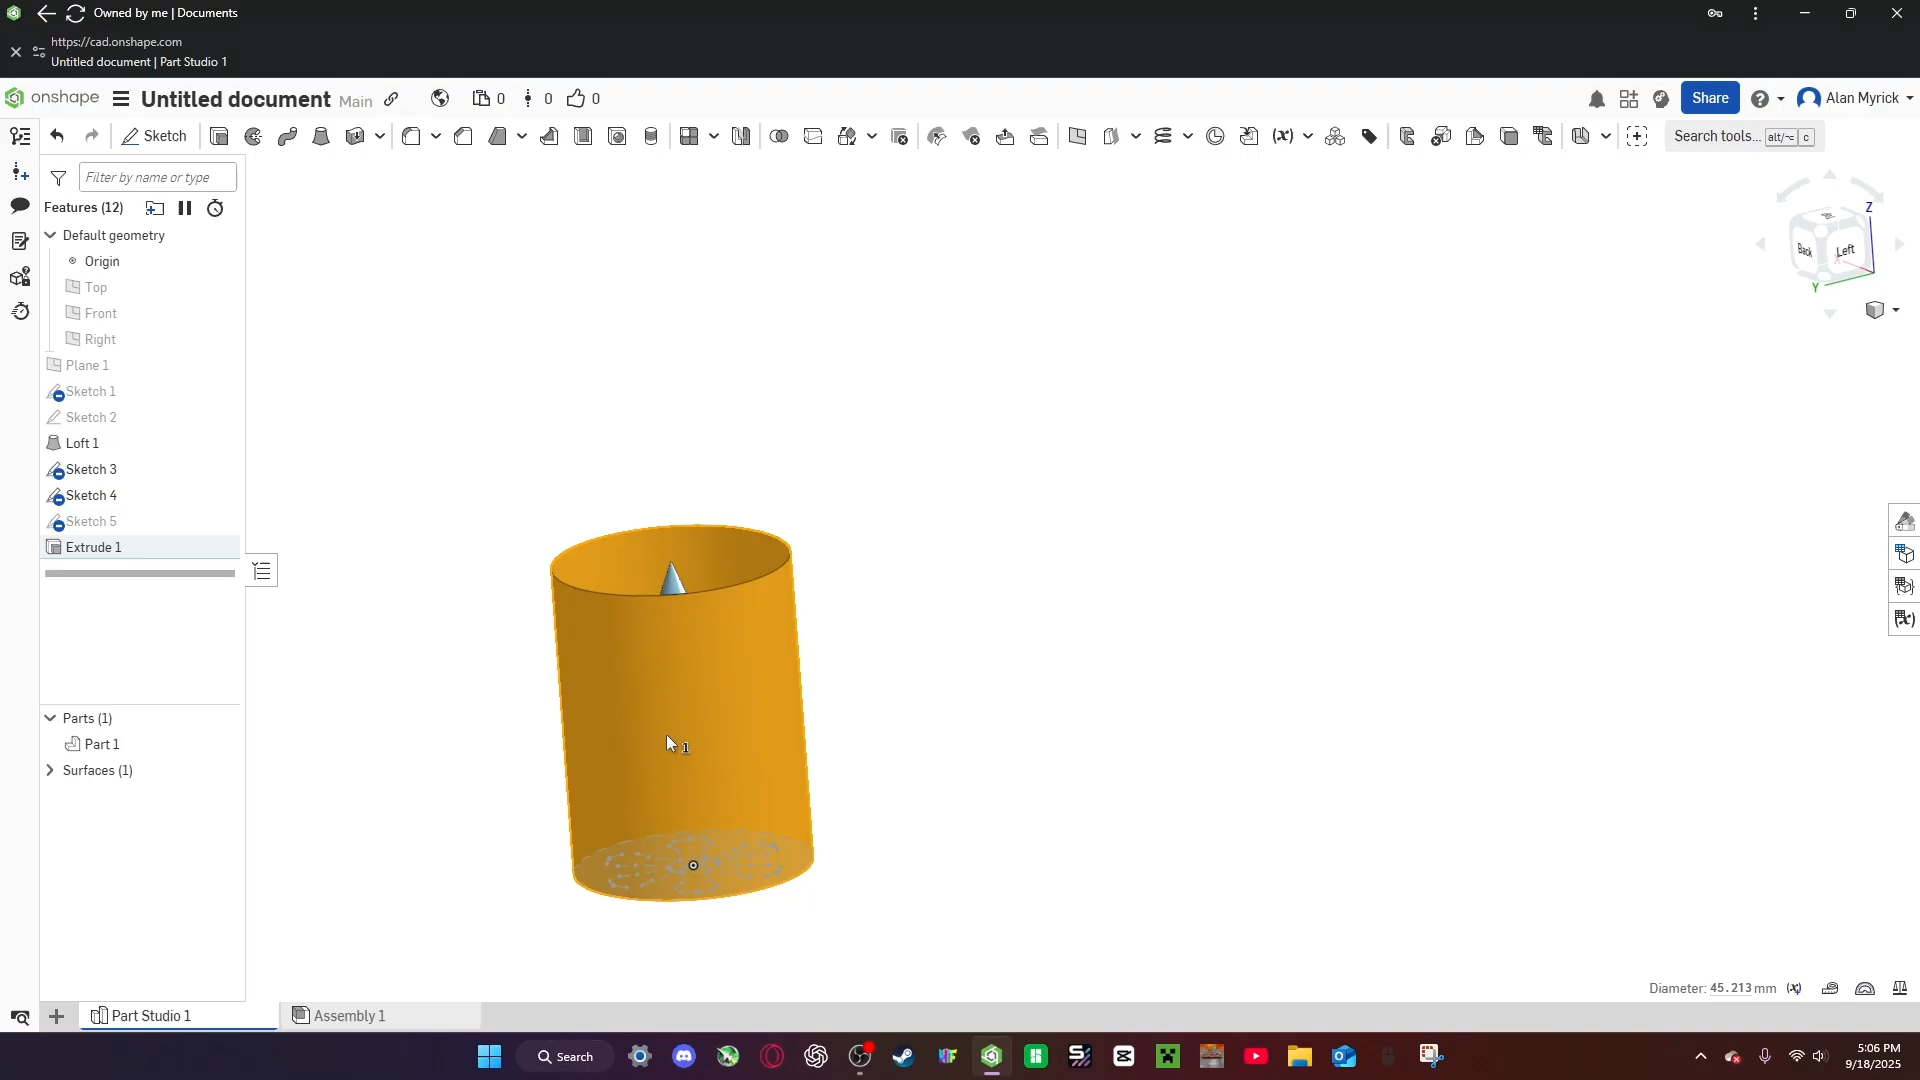 Owned by me | Documents
https://cad.onshape.com
Untitled document | Part Studio 1
onshape
Untitled document Main
0
0
0
Share
Alan Myrick
Sketch
Search tools... alt/⌥ c
Filter by name or type
Features (12)
Default geometry
Origin
Top
Front
Right
Plane 1
Sketch 1
Sketch 2
Loft 1
Sketch 3
Sketch 4
Sketch 5
Extrude 1
Parts (1)
Part 1
Surfaces (1)
1
Z
Back
Left
X
Y
Diameter: 45.213 mm
Part Studio 1
Assembly 1
Search
5:06 PM
9/18/2025